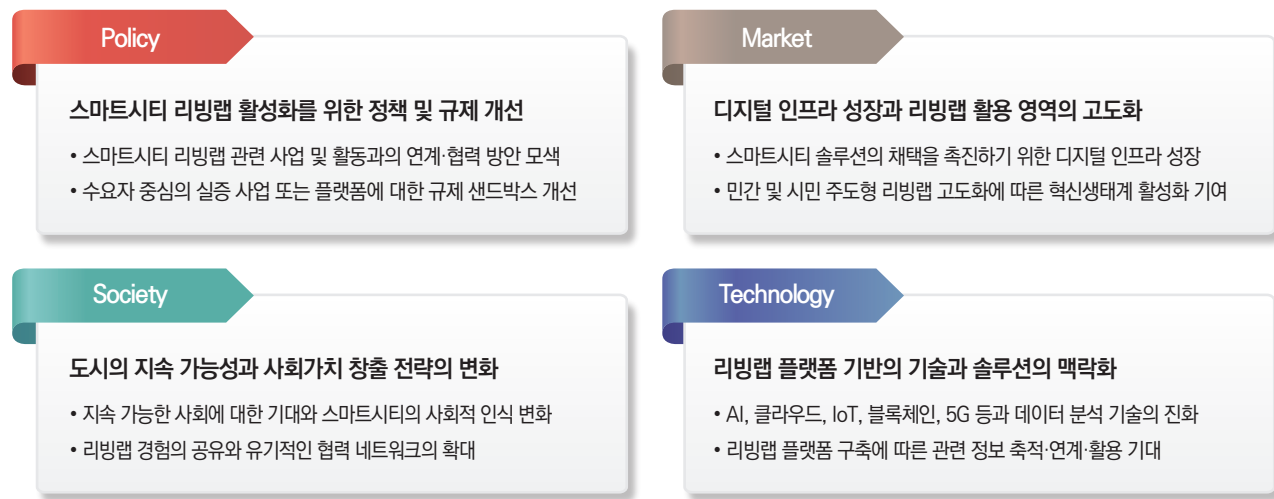 Policy
스마트시티 리빙랩 활성화를 위한 정책 및 규제 개선
• 스마트시티 리빙랩 관련 사업 및 활동과의 연계·협력 방안 모색
• 수요자 중심의 실증 사업 또는 플랫폼에 대한 규제 샌드박스 개선
Market
디지털 인프라 성장과 리빙랩 활용 영역의 고도화
• 스마트시티 솔루션의 채택을 촉진하기 위한 디지털 인프라 성장
• 민간 및 시민 주도형 리빙랩 고도화에 따른 혁신생태계 활성화 기여
Society
도시의 지속 가능성과 사회가치 창출 전략의 변화
• 지속 가능한 사회에 대한 기대와 스마트시티의 사회적 인식 변화
• 리빙랩 경험의 공유와 유기적인 협력 네트워크의 확대
Technology
리빙랩 플랫폼 기반의 기술과 솔루션의 맥락화
• AI, 클라우드, IoT, 블록체인, 5G 등과 데이터 분석 기술의 진화
• 리빙랩 플랫폼 구축에 따른 관련 정보 축적·연계·활용 기대